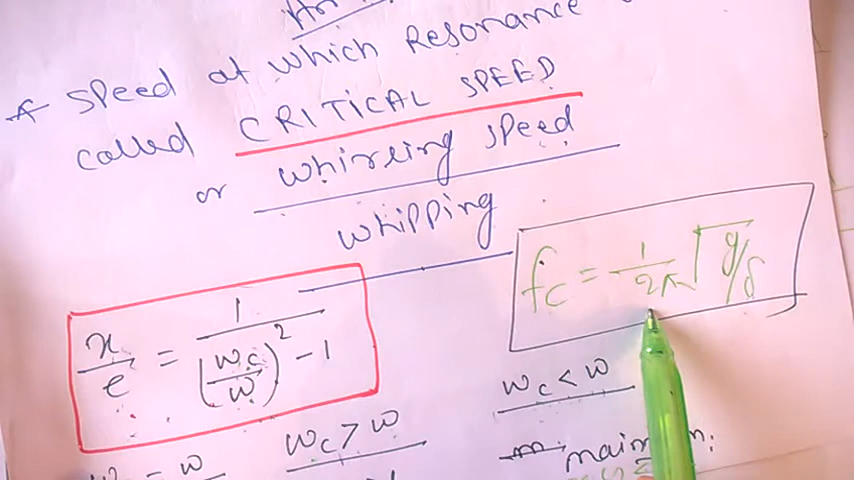 * Speed at which Resonance
called CRITICAL SPEED
or whirling speed
whipping
fc = 1/2π √g/δ
x/e = 1/(ωc/ω)² - 1
ωc < ω
ωc > ω
= ω